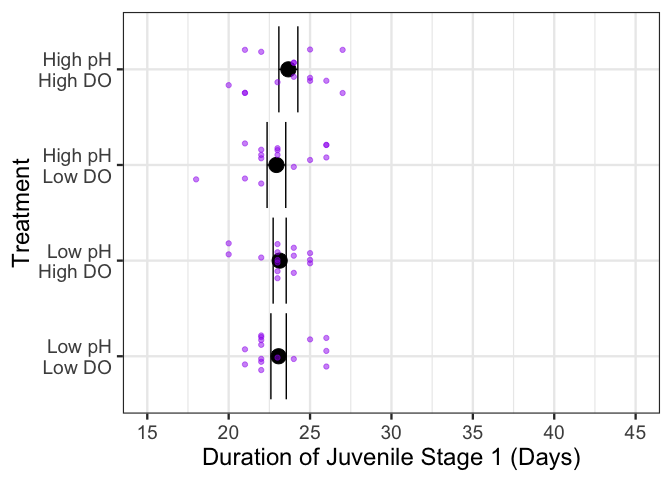 Treatment
High pH
High DO
High pH
Low DO
Low pH
High DO
Low pH
Low DO
15 20 25 30 35 40 45
Duration of Juvenile Stage 1 (Days)